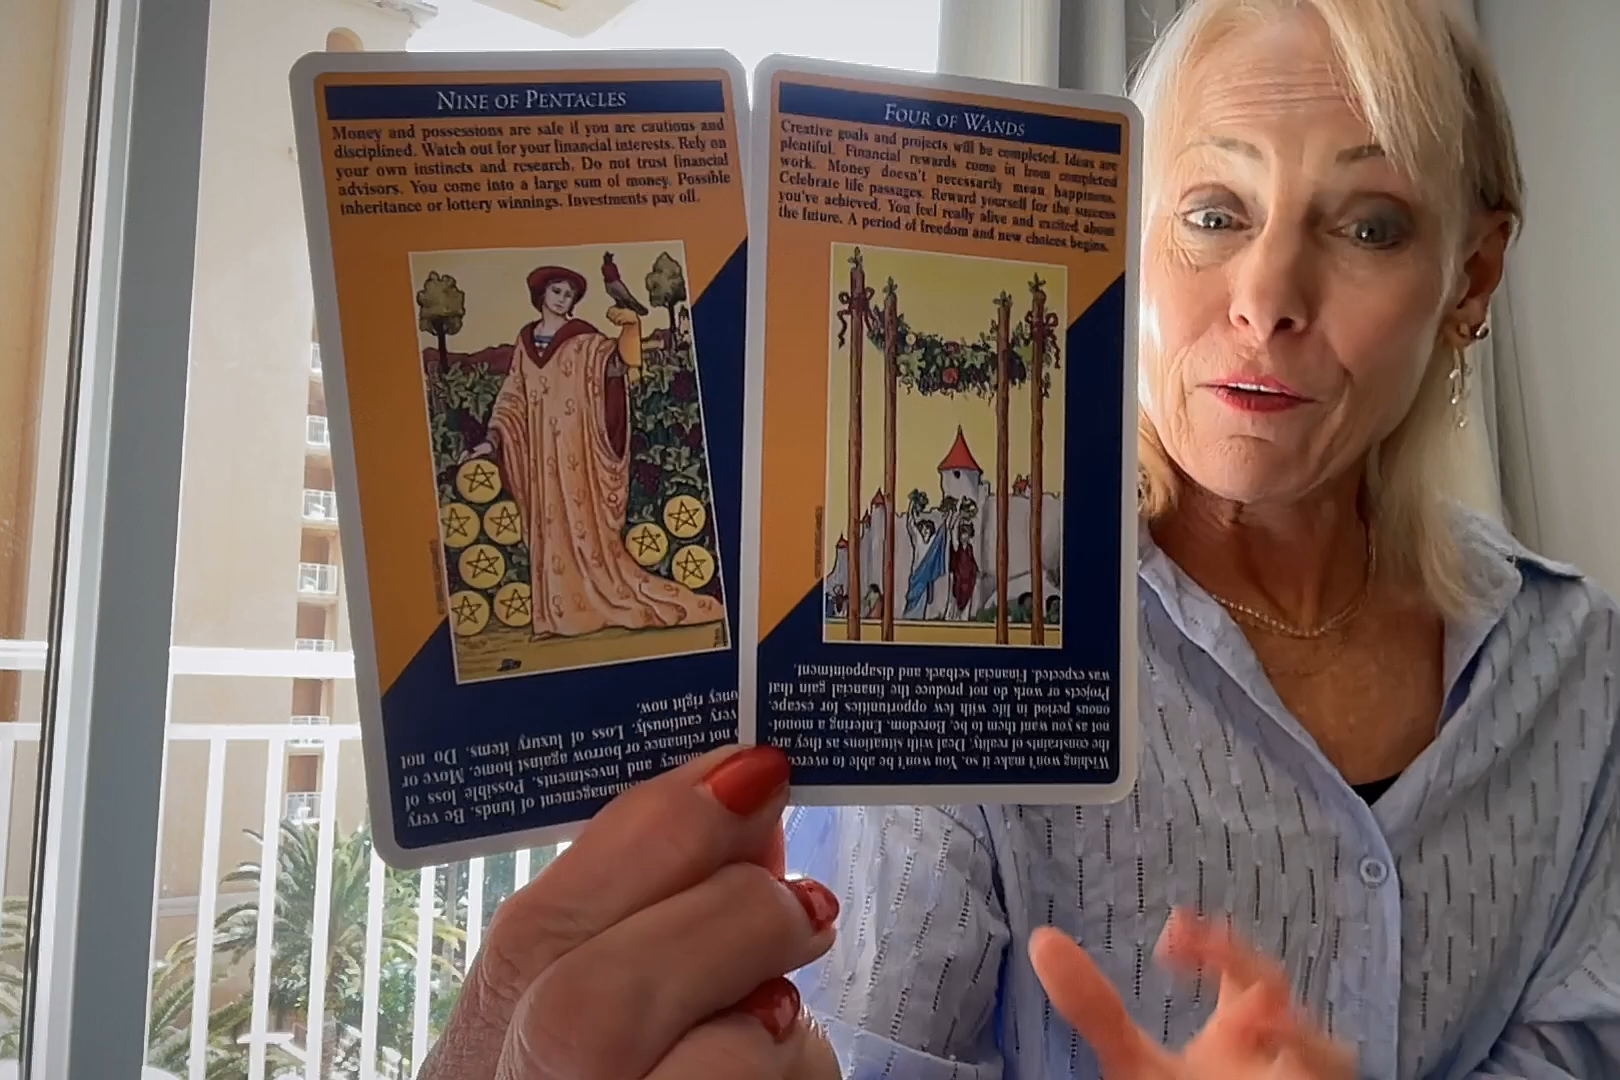 NINE OF PENTACLES
Money and possessions are safe if you are cautious and
disciplined. Watch out for your financial interests. Rely on
your own instincts and research. Do not trust financial
advisors. You come into a large sum of money. Possible
inheritance or lottery winnings. Investments pay off.
FOUR OF WANDS
Creative goals and projects will be completed. Ideas are
plentiful. Financial rewards come in from completed
work. Money doesn't necessarily mean happiness.
Celebrate life passages. Reward yourself for the success
you've achieved. You feel really alive and excited about
the future. A period of freedom and new choices begins.
management of funds. Be very
money and investments. Possible loss of
not refinance or borrow against home. Move or
very cautiously. Loss of luxury items. Do not
right now.
Wishing won't make it so. You won't be able to
the constraints of reality. Deal with situations as they are,
not as you want them to be. Boredom. Entering a monot-
onous period in life with few opportunities for escape.
Projects or work do not produce the financial gain that
was expected. Financial setback and disappointment.